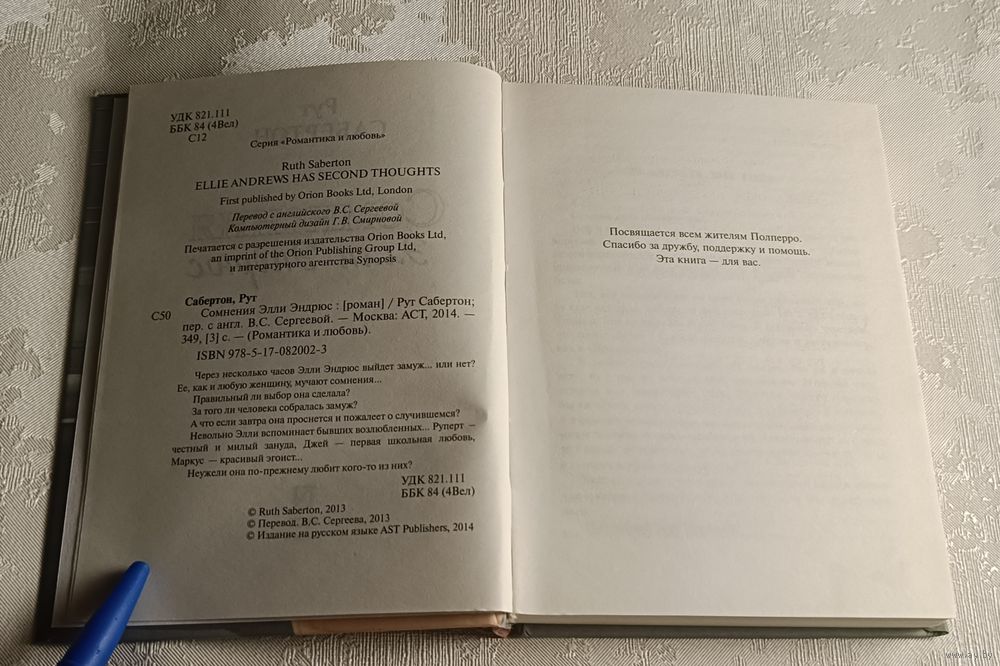 УДК 821.111
ББК 84 (4Вел)
С12
Серия «Романтика и любовь»
Ruth Saberton
ELLIE ANDREWS HAS SECOND THOUGHTS
First published by Orion Books Ltd, London
Перевод с английского В.С. Сергеевой
Компьютерный дизайн Г.В. Смирновой
Печатается с разрешения издательства Orion Books Ltd,
an imprint of the Orion Publishing Group Ltd,
и литературного агентства Synopsis
Сабертон, Рут
С50 Сомнения Элли Эндрюс : [роман] / Рут Сабертон;
пер. с англ. В.С. Сергеевой. — Москва: АСТ, 2014. —
349, [3] с. — (Романтика и любовь).
ISBN 978-5-17-082002-3
Через несколько часов Элли Эндрюс выйдет замуж... или нет?
Ее, как и любую женщину, мучают сомнения...
Правильный ли выбор она сделала?
За того ли человека собралась замуж?
А что если завтра она проснется и пожалеет о случившемся?
Невольно Элли вспоминает бывших возлюбленных... Руперт —
честный и милый зануда, Джей — первая школьная любовь,
Маркус — красивый эгоист...
Неужели она по-прежнему любит кого-то из них?
УДК 821.111
ББК 84 (4Вел)
© Ruth Saberton, 2013
© Перевод. В.С. Сергеева, 2013
© Издание на русском языке AST Publishers, 2014
Посвящается всем жителям Полперро.
Спасибо за дружбу, поддержку и помощь.
Эта книга — для вас.